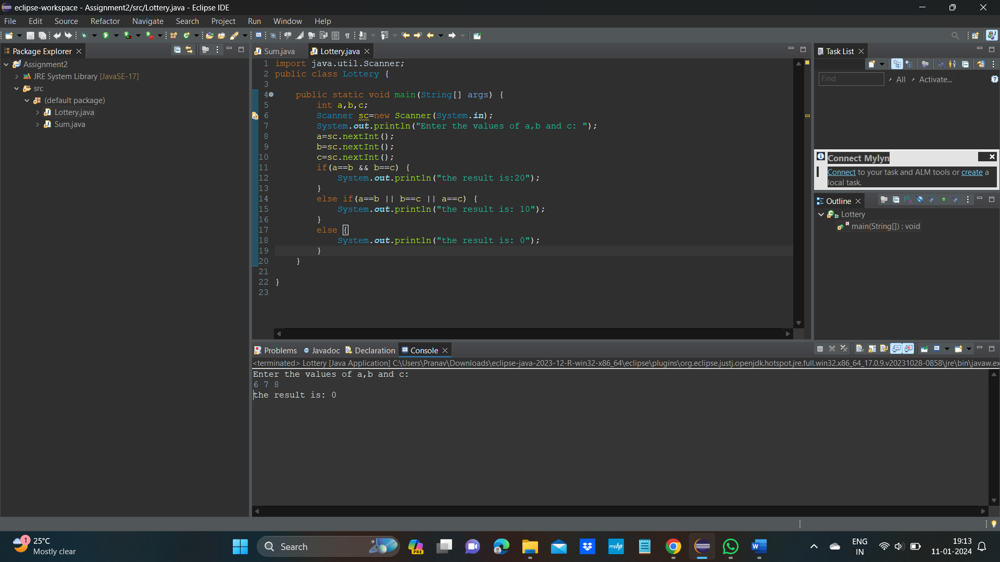 eclipse-workspace - Assignment2/src/Lottery.java - Eclipse IDE
File Edit Source Refactor Navigate Search Project Run Window Help
Package Explorer
Assignment2
JRE System Library [JavaSE-17]
src
(default package)
Lottery.java
Sum.java
Sum.java Lottery.java
1 import java.util.Scanner;
2 public class Lottery {
3
4 public static void main(String[] args) {
5 int a,b,c;
6 Scanner sc=new Scanner(System.in);
7 System.out.println("Enter the values of a,b and c: ");
8 a=sc.nextInt();
9 b=sc.nextInt();
10 c=sc.nextInt();
11 if(a==b && b==c) {
12 System.out.println("the result is:20");
13 }
14 else if(a==b || b==c || a==c) {
15 System.out.println("the result is: 10");
16 }
17 else {
18 System.out.println("the result is: 0");
19 }
20 }
21
22 }
23
Task List
Find All Activate...
Connect Mylyn
Connect to your task and ALM tools or create a
local task.
Outline
Lottery
main(String[]) : void
Problems Javadoc Declaration Console
<terminated> Lottery [Java Application] C:\Users\Pranav\Downloads\eclipse-java-2023-12-R-win32-x86_64\eclipse\plugins\org.eclipse.justj.openjdk.hotspot.jre.full.win32.x86_64_17.0.9.v20231028-0858\jre\bin\javaw.ex
Enter the values of a,b and c:
6 7 8
the result is: 0
1
25°C
Mostly clear
Search
PRE
myhp
ENG
IN
19:13
11-01-2024